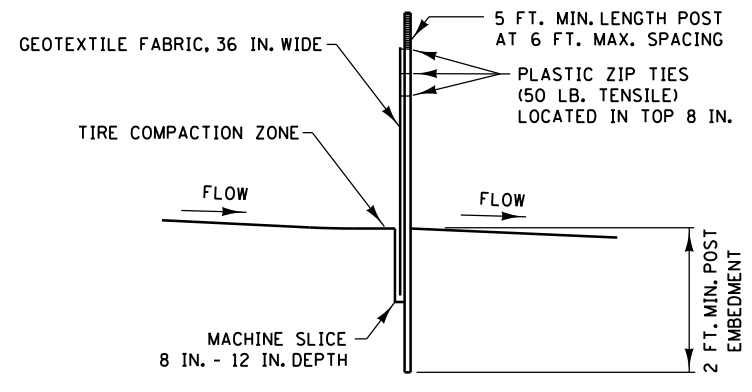 5 FT. MIN. LENGTH POST
AT 6 FT. MAX. SPACING
GEOTEXTILE FABRIC, 36 IN. WIDE
PLASTIC ZIP TIES
(50 LB. TENSILE)
LOCATED IN TOP 8 IN.
TIRE COMPACTION ZONE
FLOW
FLOW
2 FT. MIN. POST
EMBEDMENT
MACHINE SLICE
8 IN. - 12 IN. DEPTH